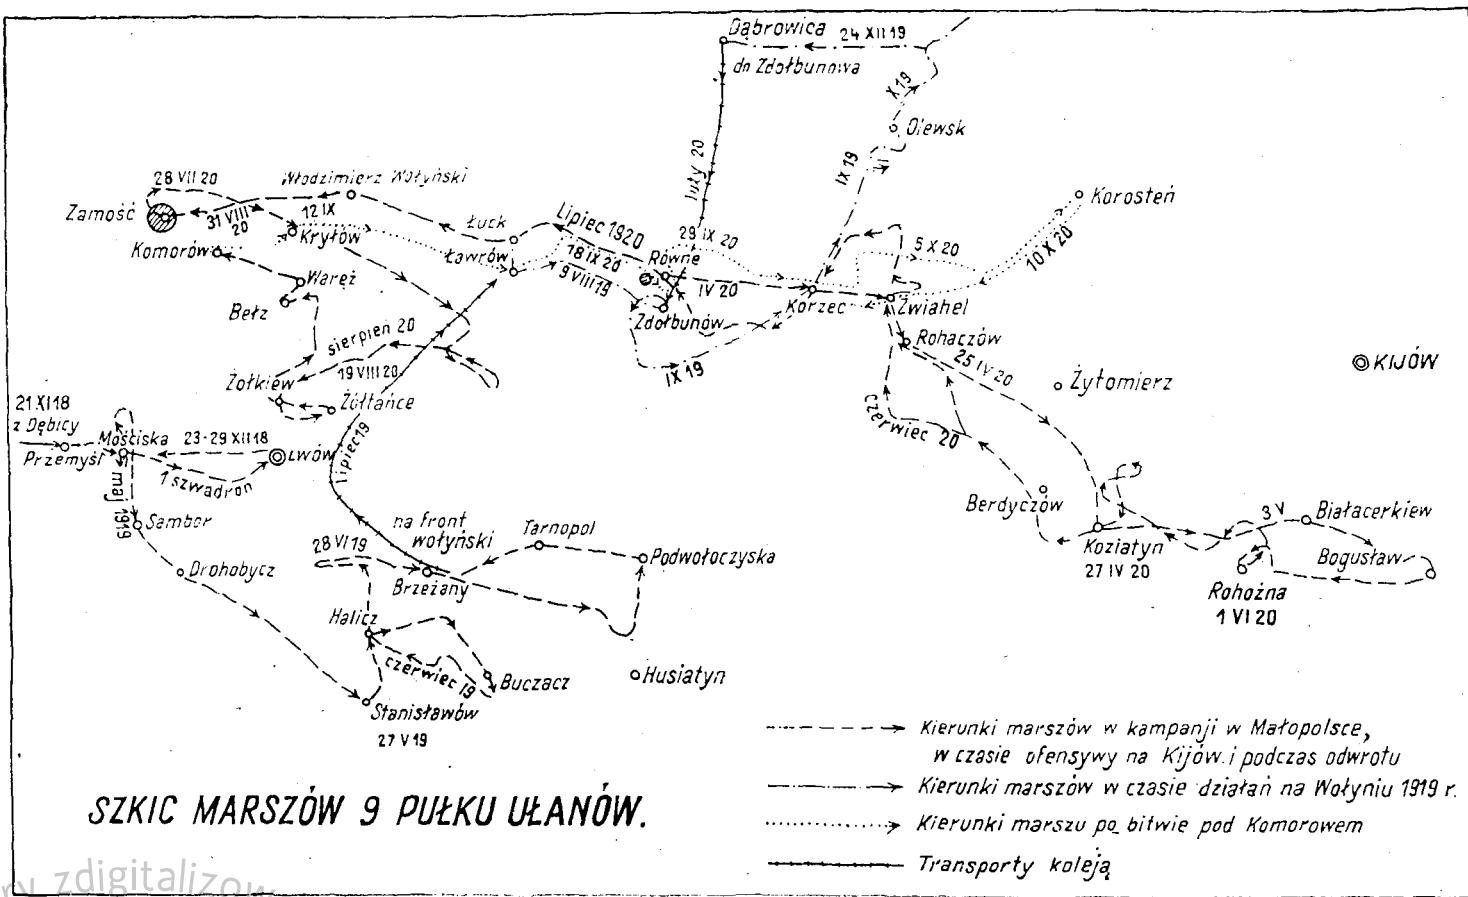 Dąbrowica
24 XII 19
dn Zdołbunowa
X 19
Olewsk
luty 20
IX 19
VI
28 VII 20
Włodzimierz Wołyński
Zamość
31 VIII
20
12 IX
Kryłów
Komorów
Łuck
Lipiec 1920
Ławrów
18 IX 20
9 VIII 19
29 IX 20
Równe
IV 20
Zdołbunów
Korzec
5 X 20
Korosteń
10 X 20
Zwiahel
Waręż
Bełz
sierpień 20
19 VIII 20
IX 19
Rohaczów
25 IV 20
KIJÓW
Żytomierz
Żołkiew
Żółtańce
21 XI 18
z Dębicy
Przemyśl
Mościska
23-29 XII 18
LWÓW
1 szwadron
maj 1919
lipiec 19
czerwiec 20
Berdyczów
Sambor
Drohobycz
28 VI 19
na front
wołyński
Tarnopol
Podwołoczyska
Brzeżany
Koziatyn
27 IV 20
3 V
Białacerkiew
Bogusław
Rohoźna
1 VI 20
Halicz
czerwiec 19
Buczacz
Husiatyn
Stanisławów
27 V 19
SZKIC MARSZÓW 9 PUŁKU UŁANÓW.
Kierunki marszów w kampanji w Małopolsce,
w czasie ofensywy na Kijów i podczas odwrotu
Kierunki marszów w czasie działań na Wołyniu 1919 r.
Kierunki marszu po bitwie pod Komorowem
Transporty koleją
zdigitalizow